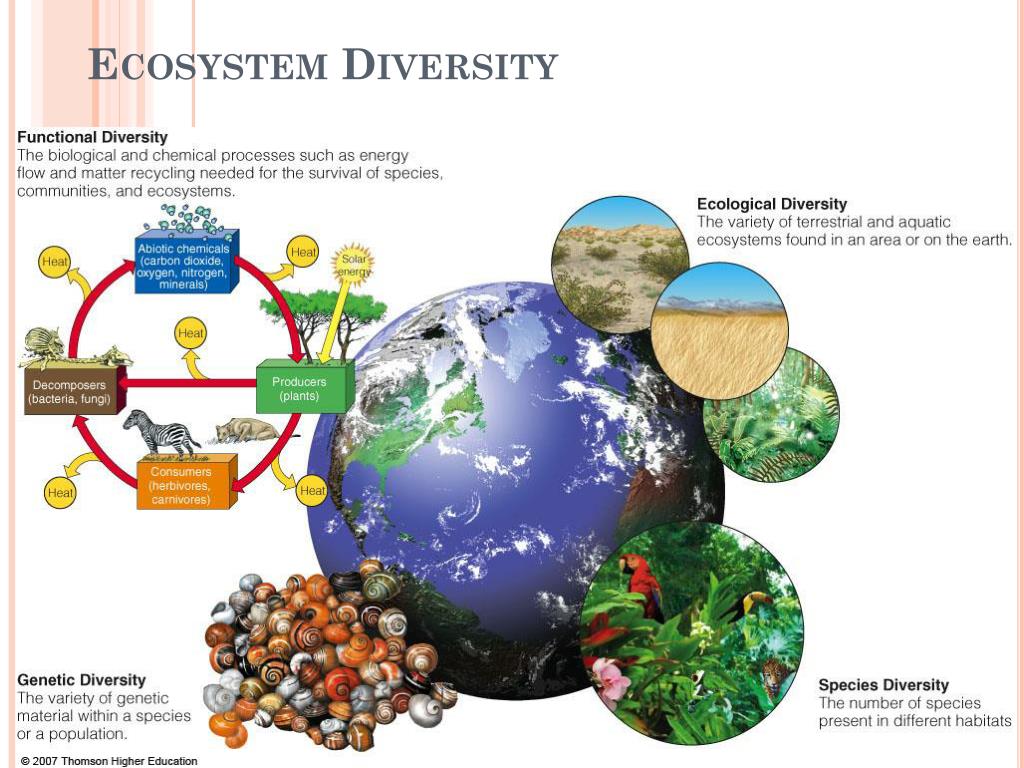 Ecosystem Diversity
Functional Diversity
The biological and chemical processes such as energy
flow and matter recycling needed for the survival of species,
communities, and ecosystems.
Ecological Diversity
The variety of terrestrial and aquatic
ecosystems found in an area or on the earth.
Abiotic chemicals
(carbon dioxide,
oxygen, nitrogen,
minerals)
Heat
Heat
Solar
energy
Heat
Decomposers
(bacteria, fungi)
Producers
(plants)
Consumers
(herbivores,
carnivores)
Heat
Heat
Genetic Diversity
The variety of genetic
material within a species
or a population.
Species Diversity
The number of species
present in different habitats
© 2007 Thomson Higher Education